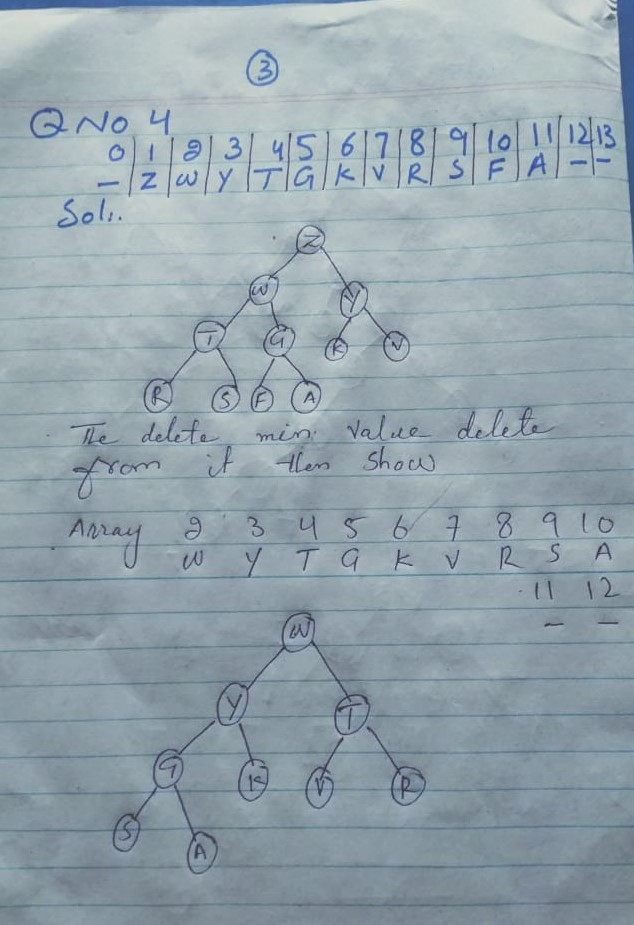 3
Q No 4
0 1 2 3 4 5 6 7 8 9 10 11 12 13
- Z W Y T G K V R S F A - -
Sol:.
Z
W Y
T G K V
R S F A
The delete min. value delete
from it then show
Array 2 3 4 5 6 7 8 9 10
W Y T G K V R S A
11 12
- -
W
Y T
G K V R
S A